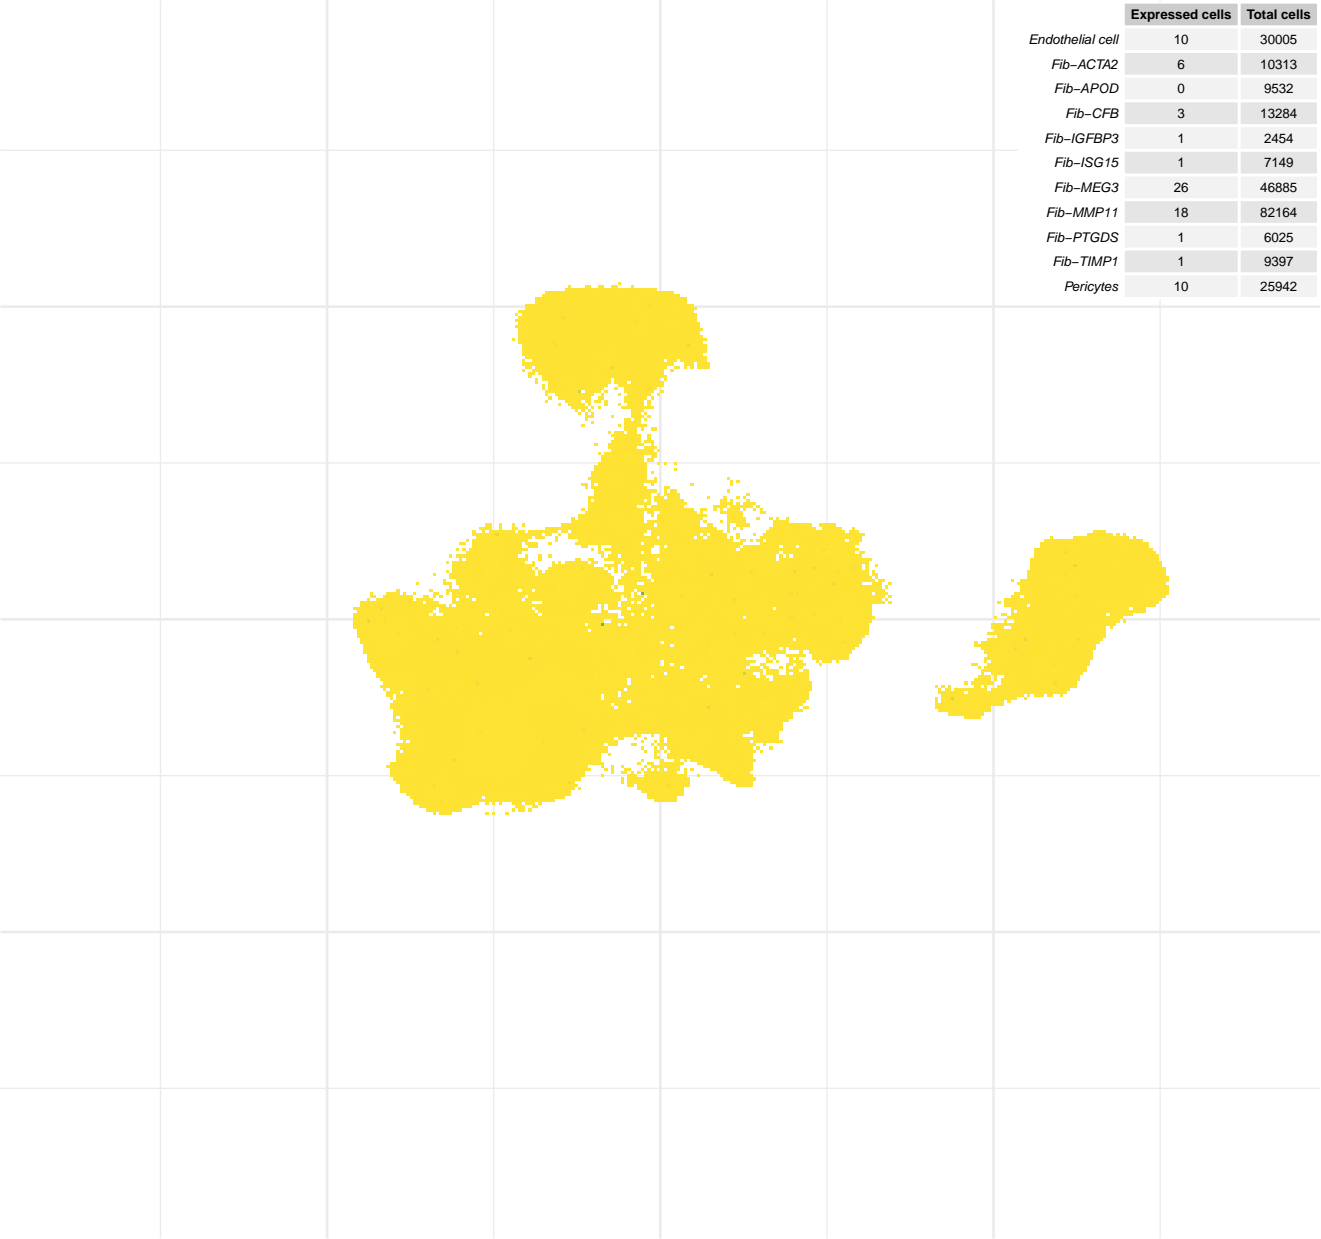 Expressed cells Total cells
Endothelial cell 10 30005
Fib−ACTA2 6 10313
Fib−APOD 0 9532
Fib−CFB 3 13284
Fib−IGFBP3 1 2454
Fib−ISG15 1 7149
Fib−MEG3 26 46885
Fib−MMP11 18 82164
Fib−PTGDS 1 6025
Fib−TIMP1 1 9397
Pericytes 10 25942